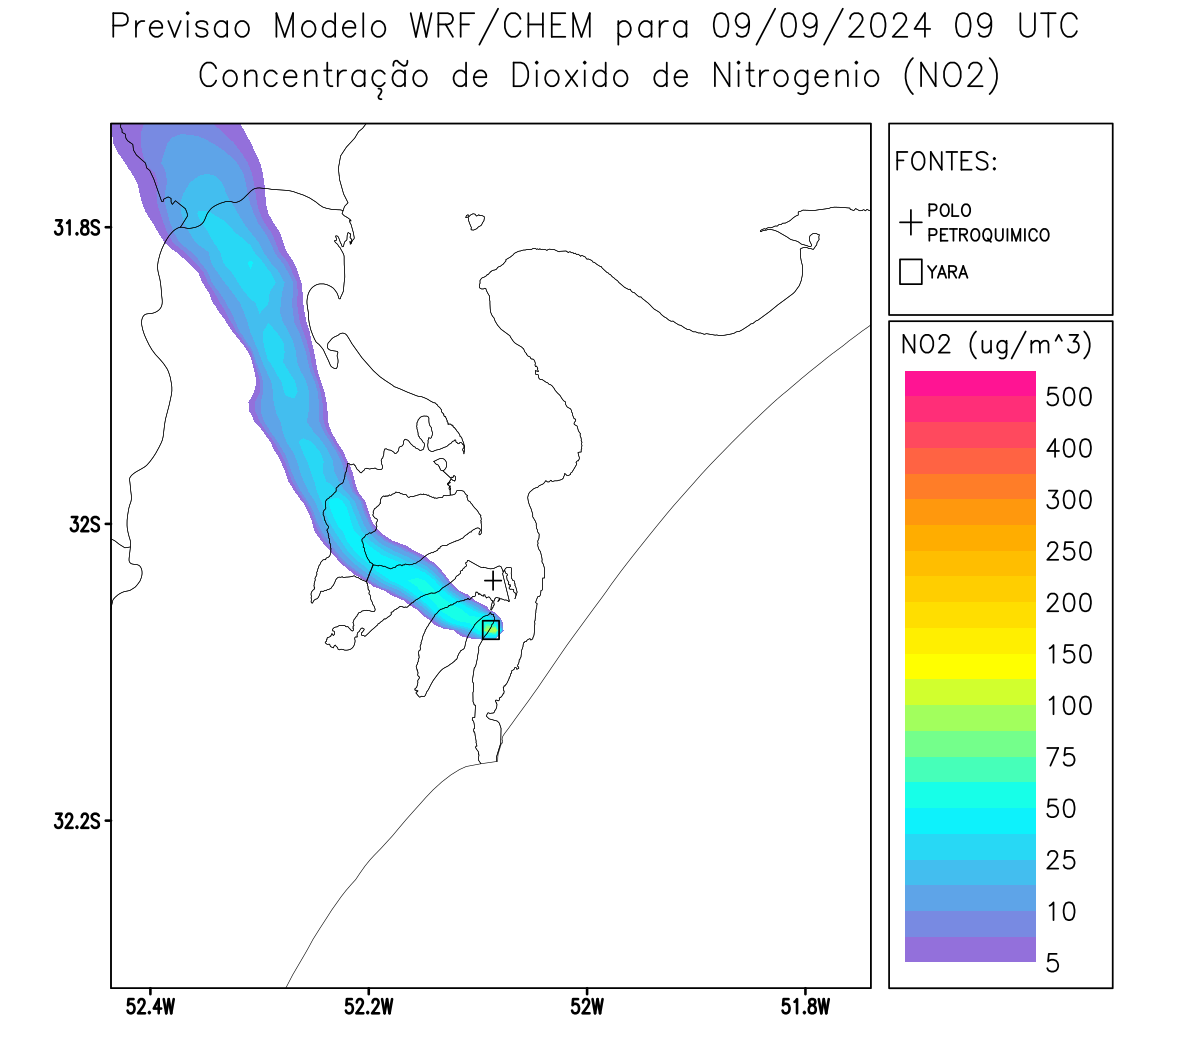 Previsao Modelo WRF/CHEM para 09/09/2024 09 UTC
Concentração de Dioxido de Nitrogenio (NO2)
FONTES:
POLO
PETROQUIMICO
YARA
NO2 (ug/m^3)
500
400
300
250
200
150
100
75
50
25
10
5
31.8S
32S
32.2S
52.4W
52.2W
52W
51.8W